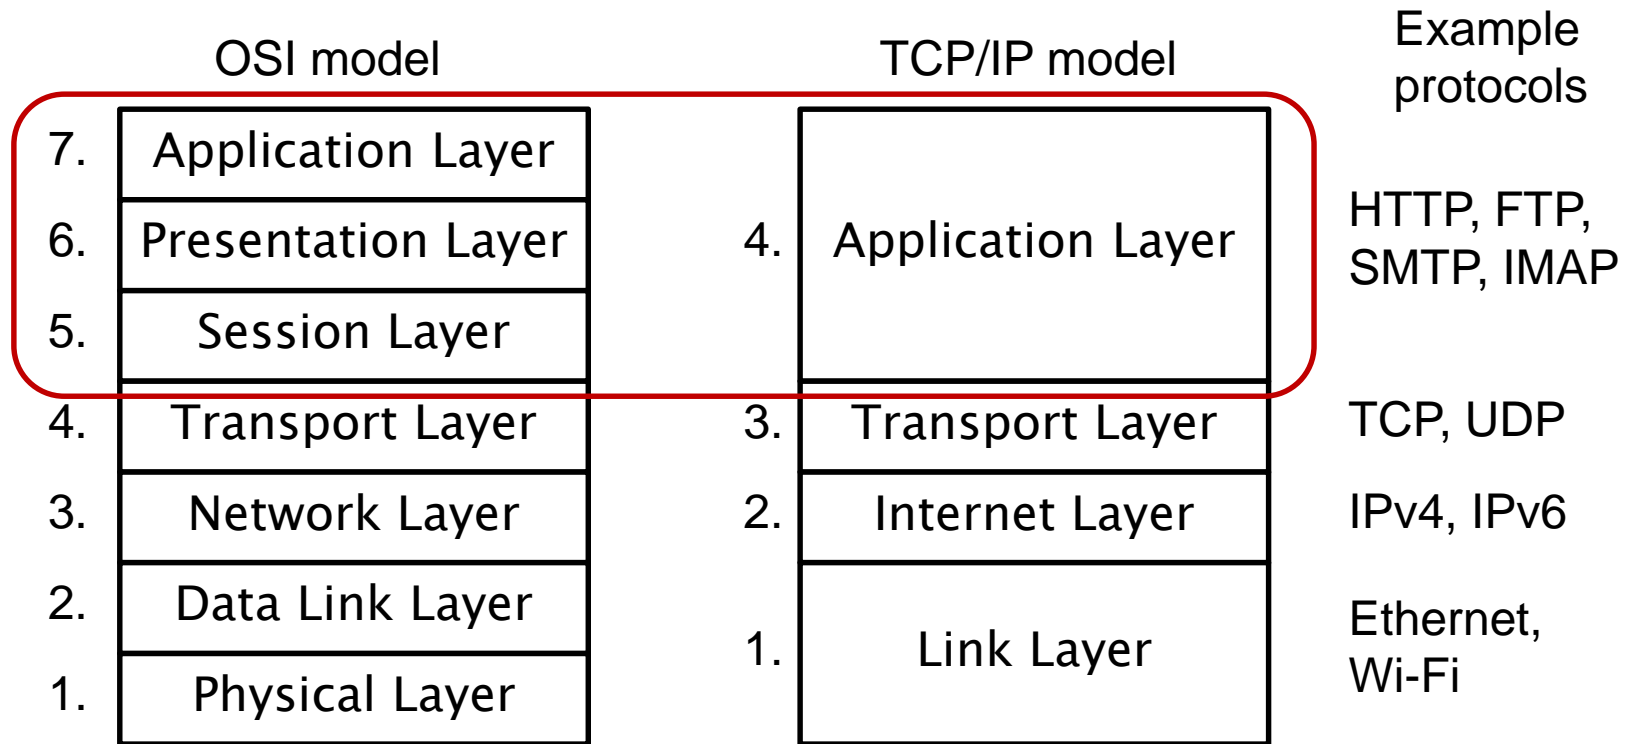 OSI model
TCP/IP model
Example
protocols
7.
Application Layer
6.
Presentation Layer
4.
Application Layer
HTTP, FTP,
SMTP, IMAP
5.
Session Layer
4.
Transport Layer
3.
Transport Layer
TCP, UDP
3.
Network Layer
2.
Internet Layer
IPv4, IPv6
2.
Data Link Layer
1.
Link Layer
Ethernet,
Wi-Fi
1.
Physical Layer